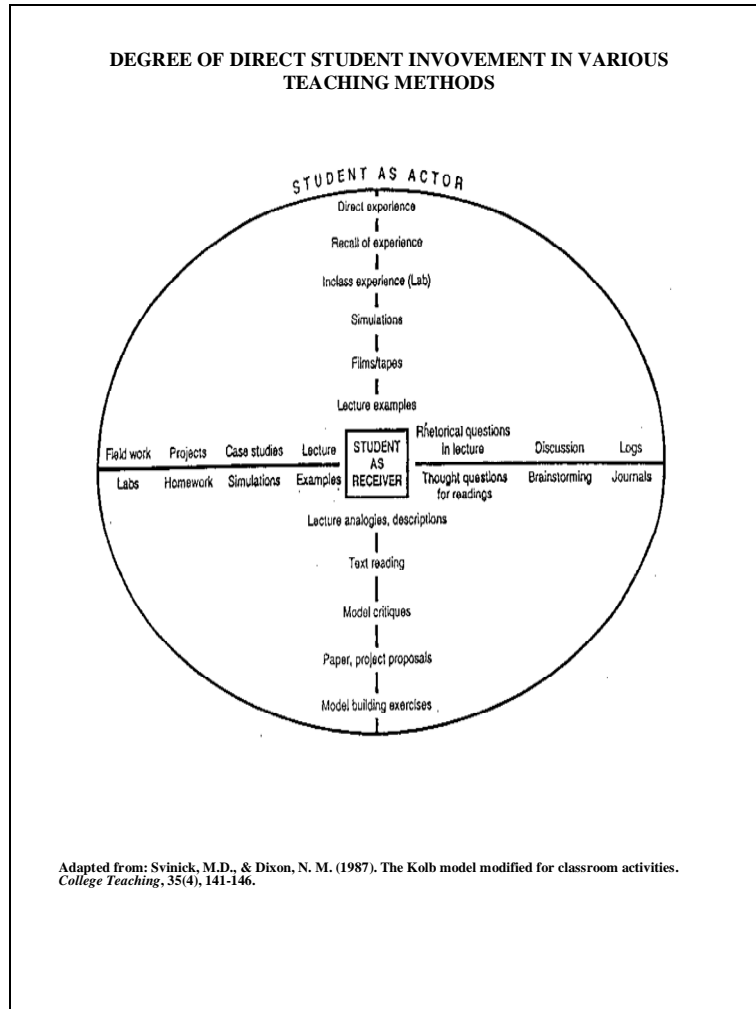 DEGREE OF DIRECT STUDENT INVOVEMENT IN VARIOUS
TEACHING METHODS
STUDENT AS ACTOR
Direct experience
Recall of experience
Inclass experience (Lab)
Simulations
Films/tapes
Lecture examples
Field work Projects Case studies Lecture
Labs Homework Simulations Examples
STUDENT
AS
RECEIVER
Rhetorical questions
in lecture Discussion Logs
Thought questions Brainstorming Journals
for readings
Lecture analogies, descriptions
Text reading
Model critiques
Paper, project proposals
Model building exercises
Adapted from: Svinick, M.D., & Dixon, N. M. (1987). The Kolb model modified for classroom activities.
College Teaching, 35(4), 141-146.